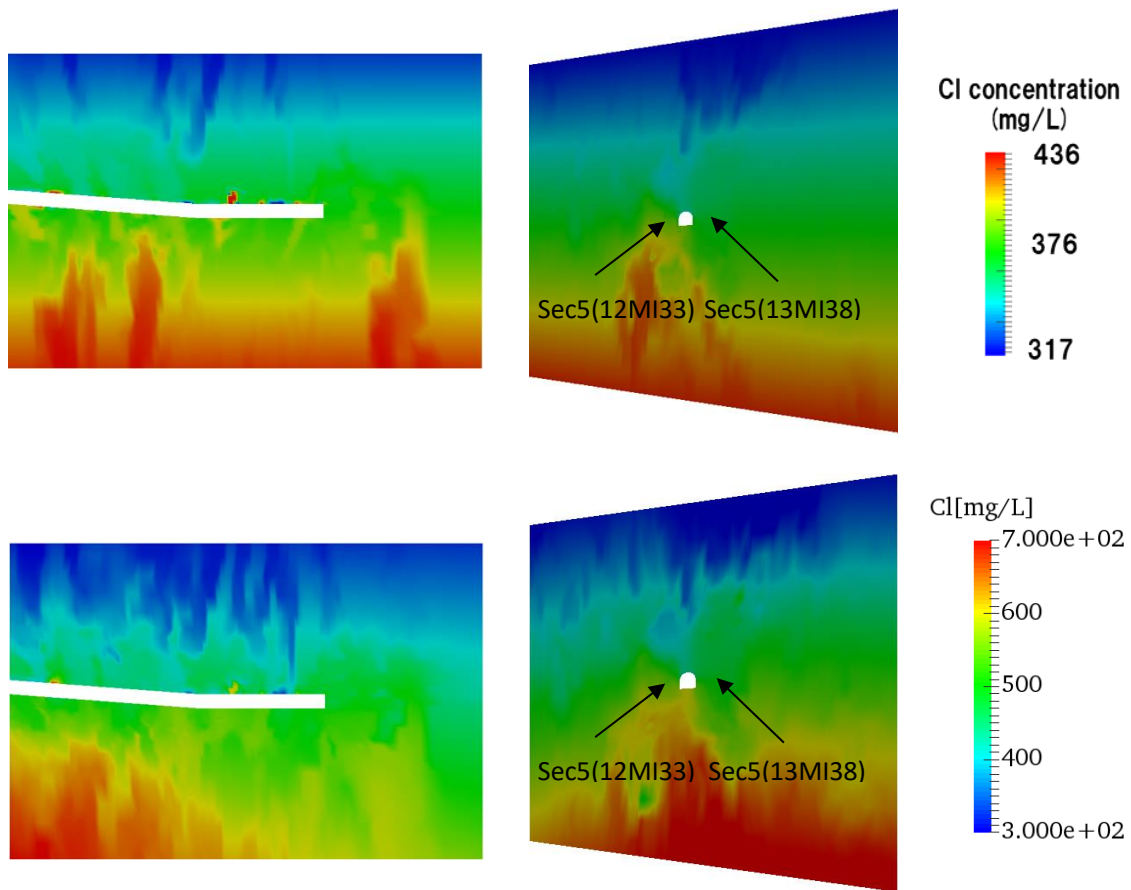 Cl concentration
(mg/L)
436
376
317
Sec5(12MI33) Sec5(13MI38)
Cl[mg/L]
7.000e+02
600
500
400
3.000e+02
Sec5(12MI33) Sec5(13MI38)